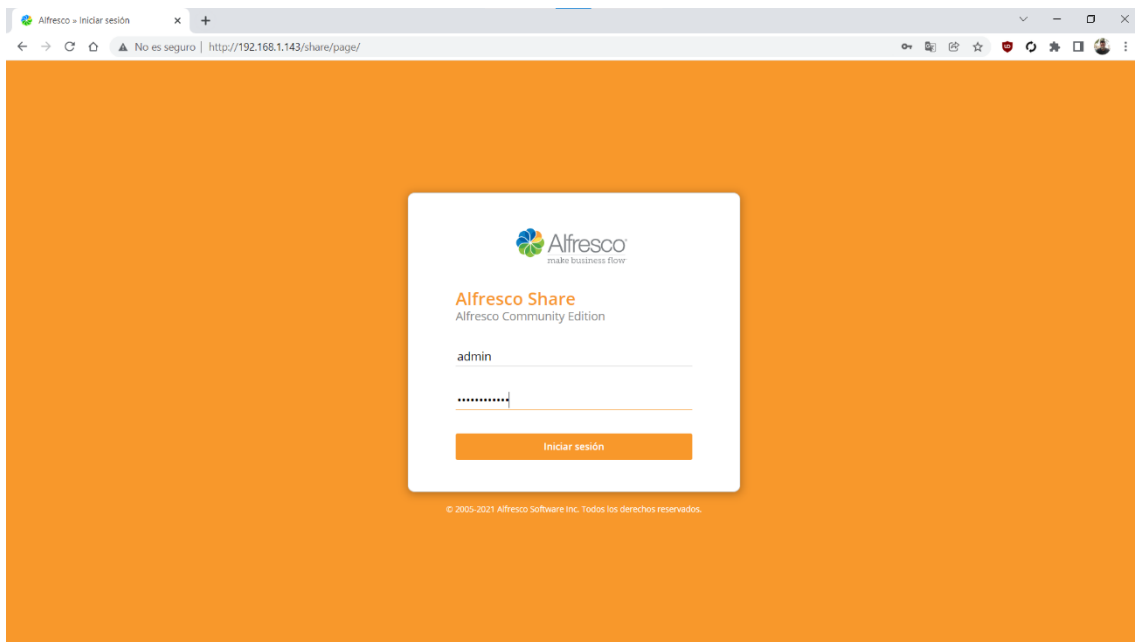 Alfresco » Iniciar sesión
No es seguro | http://192.168.1.143/share/page/
Alfresco
make business flow
Alfresco Share
Alfresco Community Edition
admin
••••••••••••
Iniciar sesión
© 2005-2021 Alfresco Software Inc. Todos los derechos reservados.